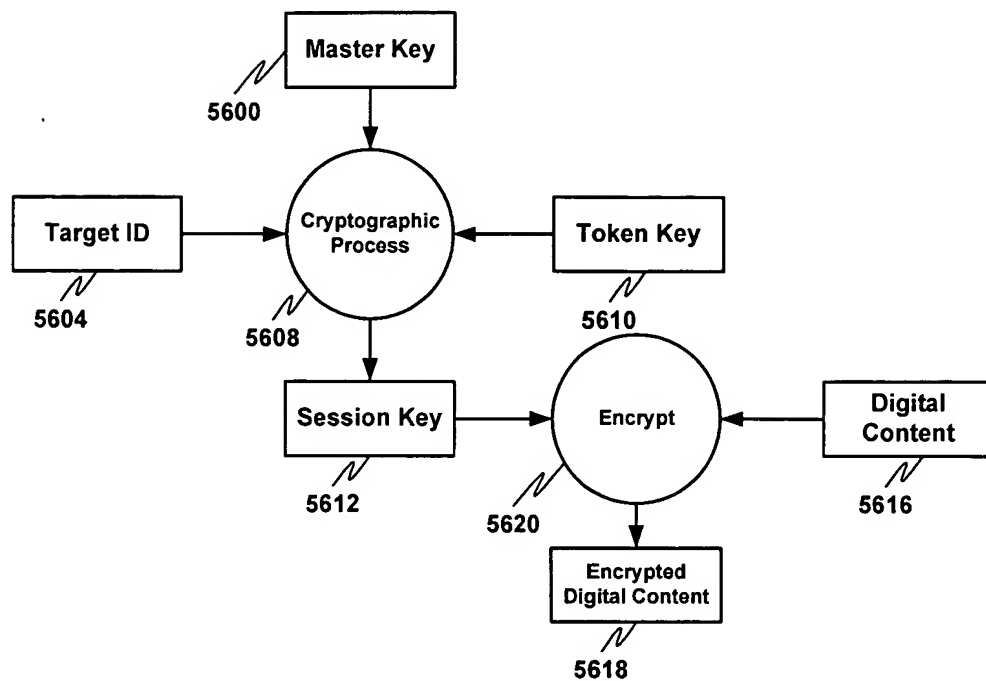 Master Key
5600
Target ID
5604
Cryptographic
Process
5608
Token Key
5610
Session Key
5612
Encrypt
5620
Digital
Content
5616
Encrypted
Digital Content
5618